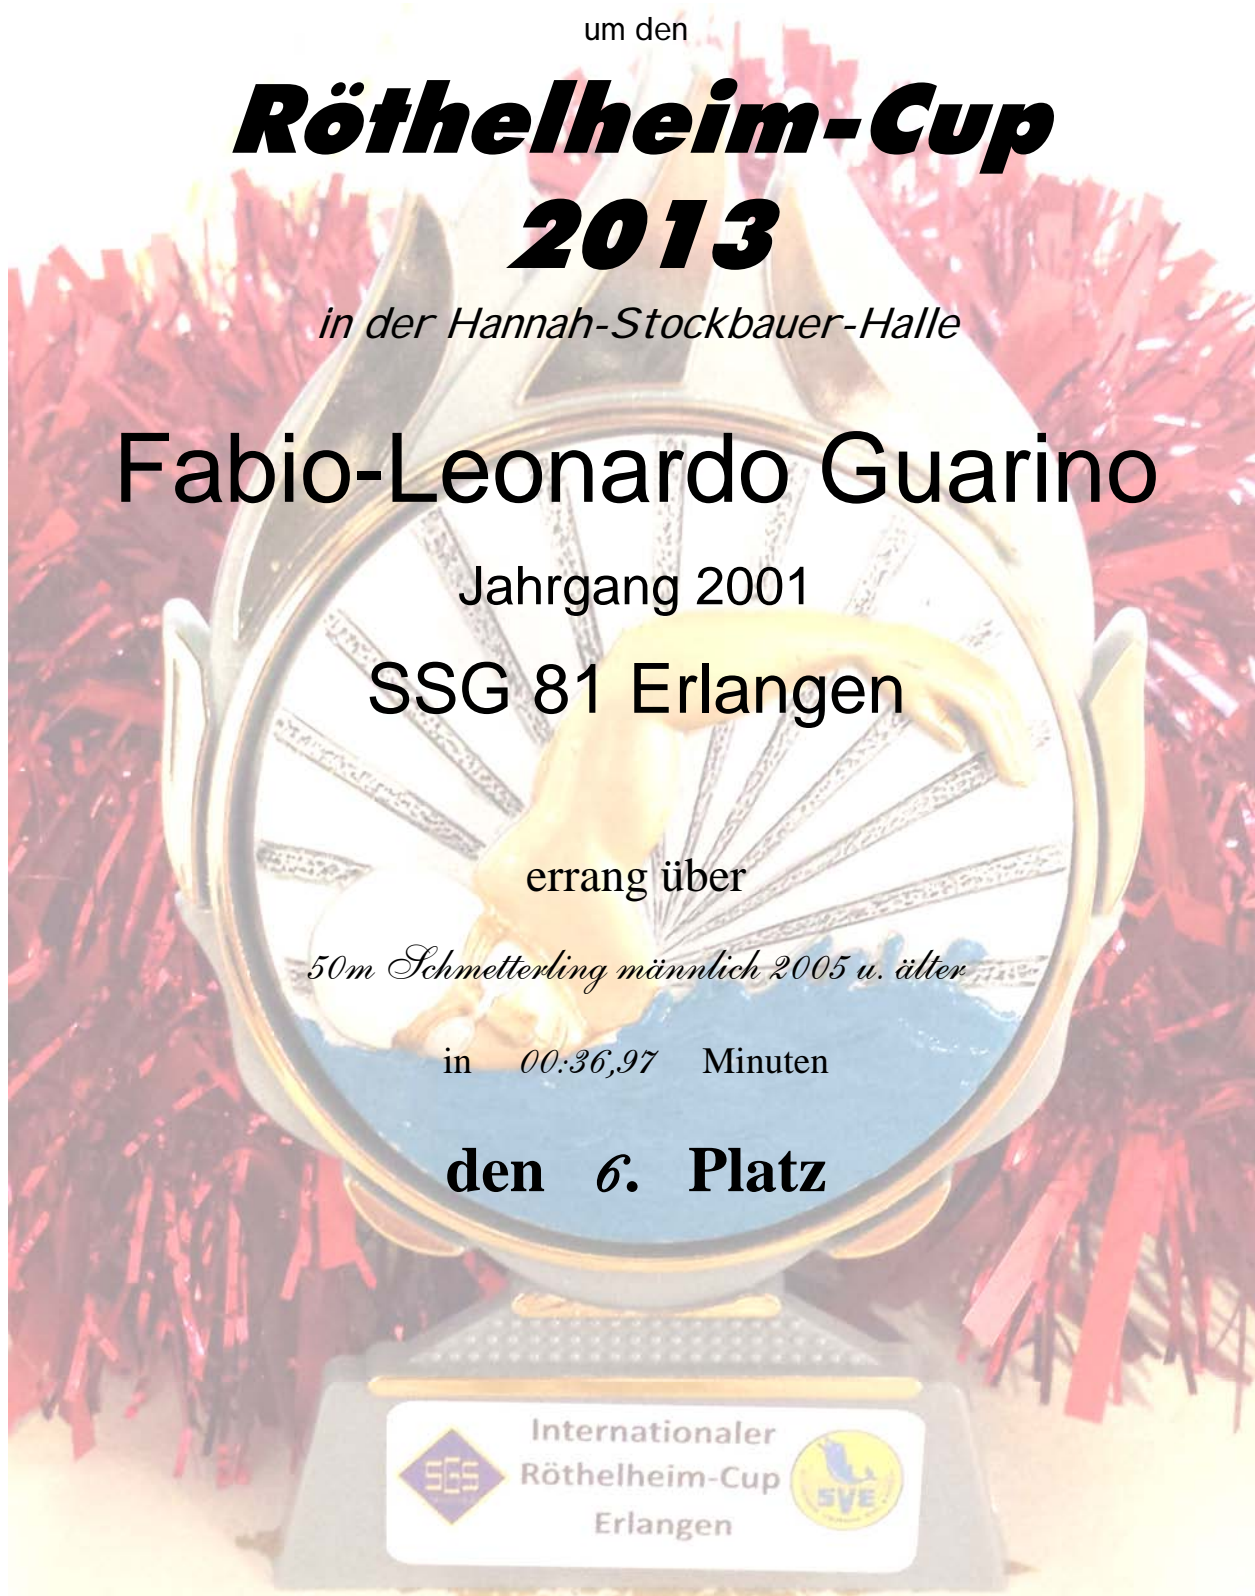 um den
Röthelheim-Cup
2013
in der Hannah-Stockbauer-Halle
Fabio-Leonardo Guarino
Jahrgang 2001
SSG 81 Erlangen
errang über
50m Schmetterling männlich 2005 u. älter
in 00:36,97 Minuten
den 6. Platz
Internationaler
SGS Röthelheim-Cup SVE
Erlangen